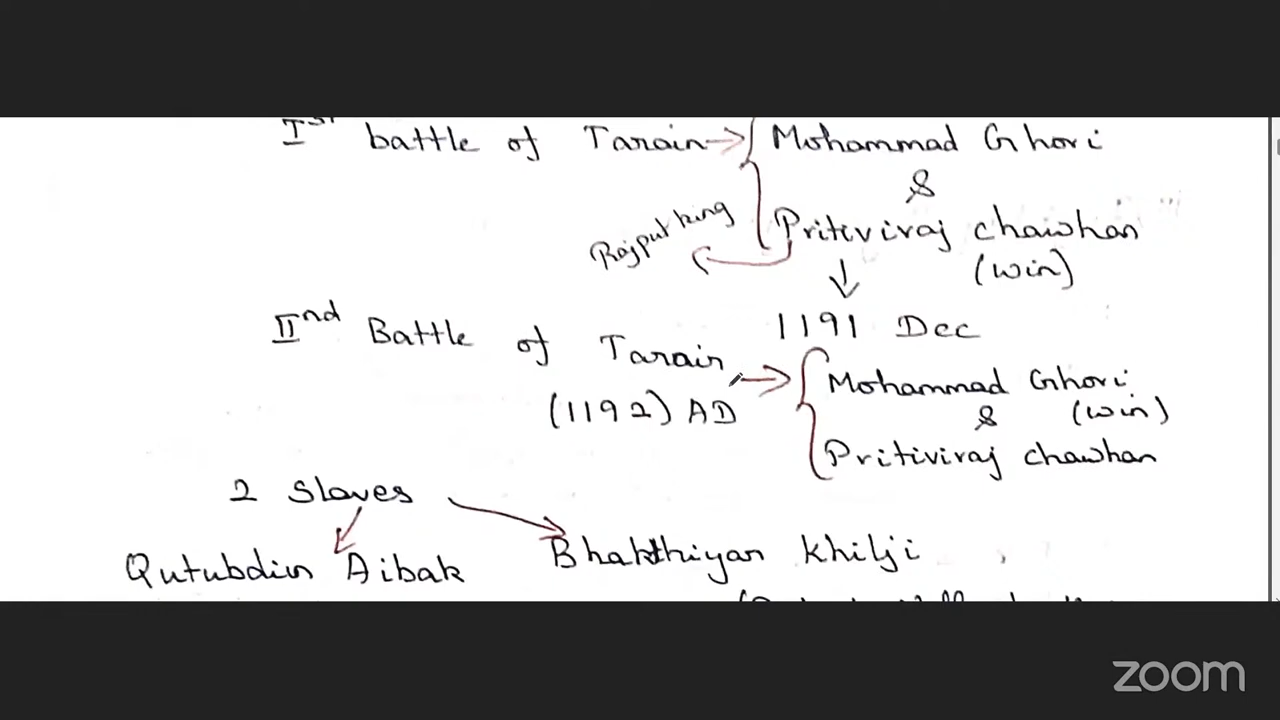 Ist battle of Tarain → Mohammad Ghori
&
Rajput king
Pritiviraj chawhan
(win)
1191 Dec
IInd Battle of Tarain
(1192) AD
Mohammad Ghori
& (win)
Pritiviraj chawhan
2 Slaves
Qutubdin Aibak Bhakthiyan Khilji
zoom